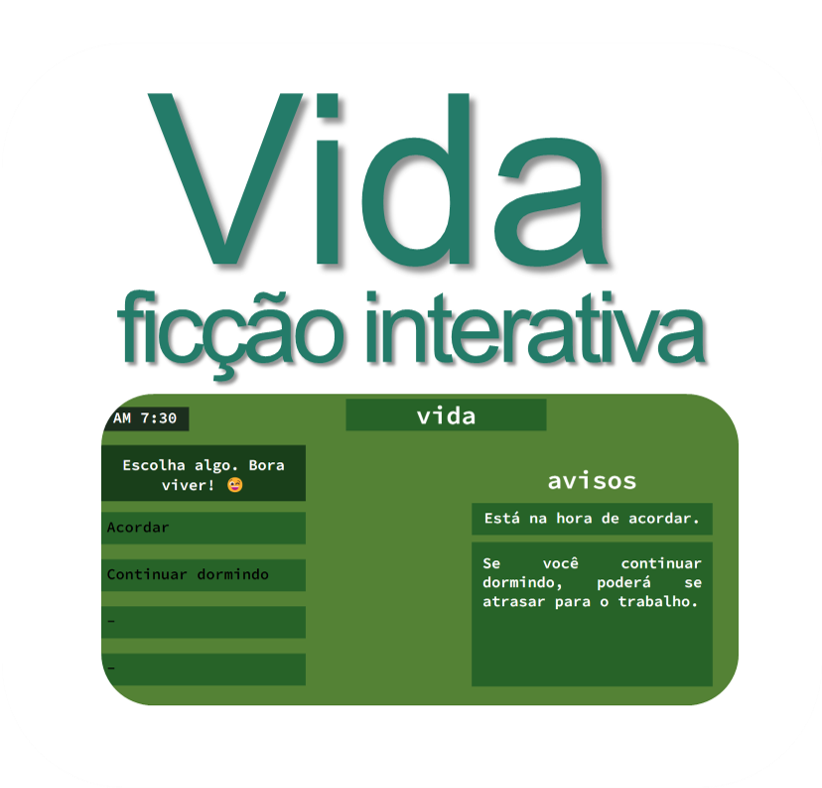 Vida
ficção interativa
AM 7:30
vida
Escolha algo. Bora
viver! 😜
Acordar
Continuar dormindo
–
–
avisos
Está na hora de acordar.
Se você continuar
dormindo, poderá se
atrasar para o trabalho.